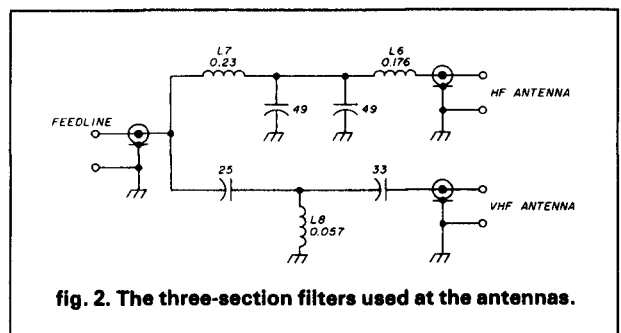 L7
0.23
L6
0.176
49
49
HF ANTENNA
FEEDLINE
25
33
L8
0.057
VHF ANTENNA
fig. 2. The three-section filters used at the antennas.